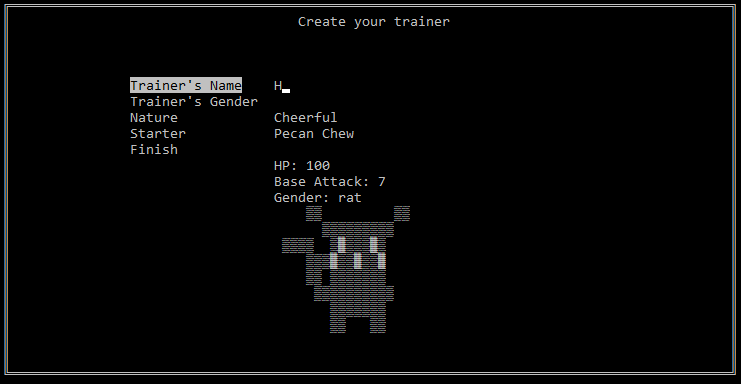 Create your trainer
Trainer's Name H_
Trainer's Gender
Nature Cheerful
Starter Pecan Chew
Finish
HP: 100
Base Attack: 7
Gender: rat